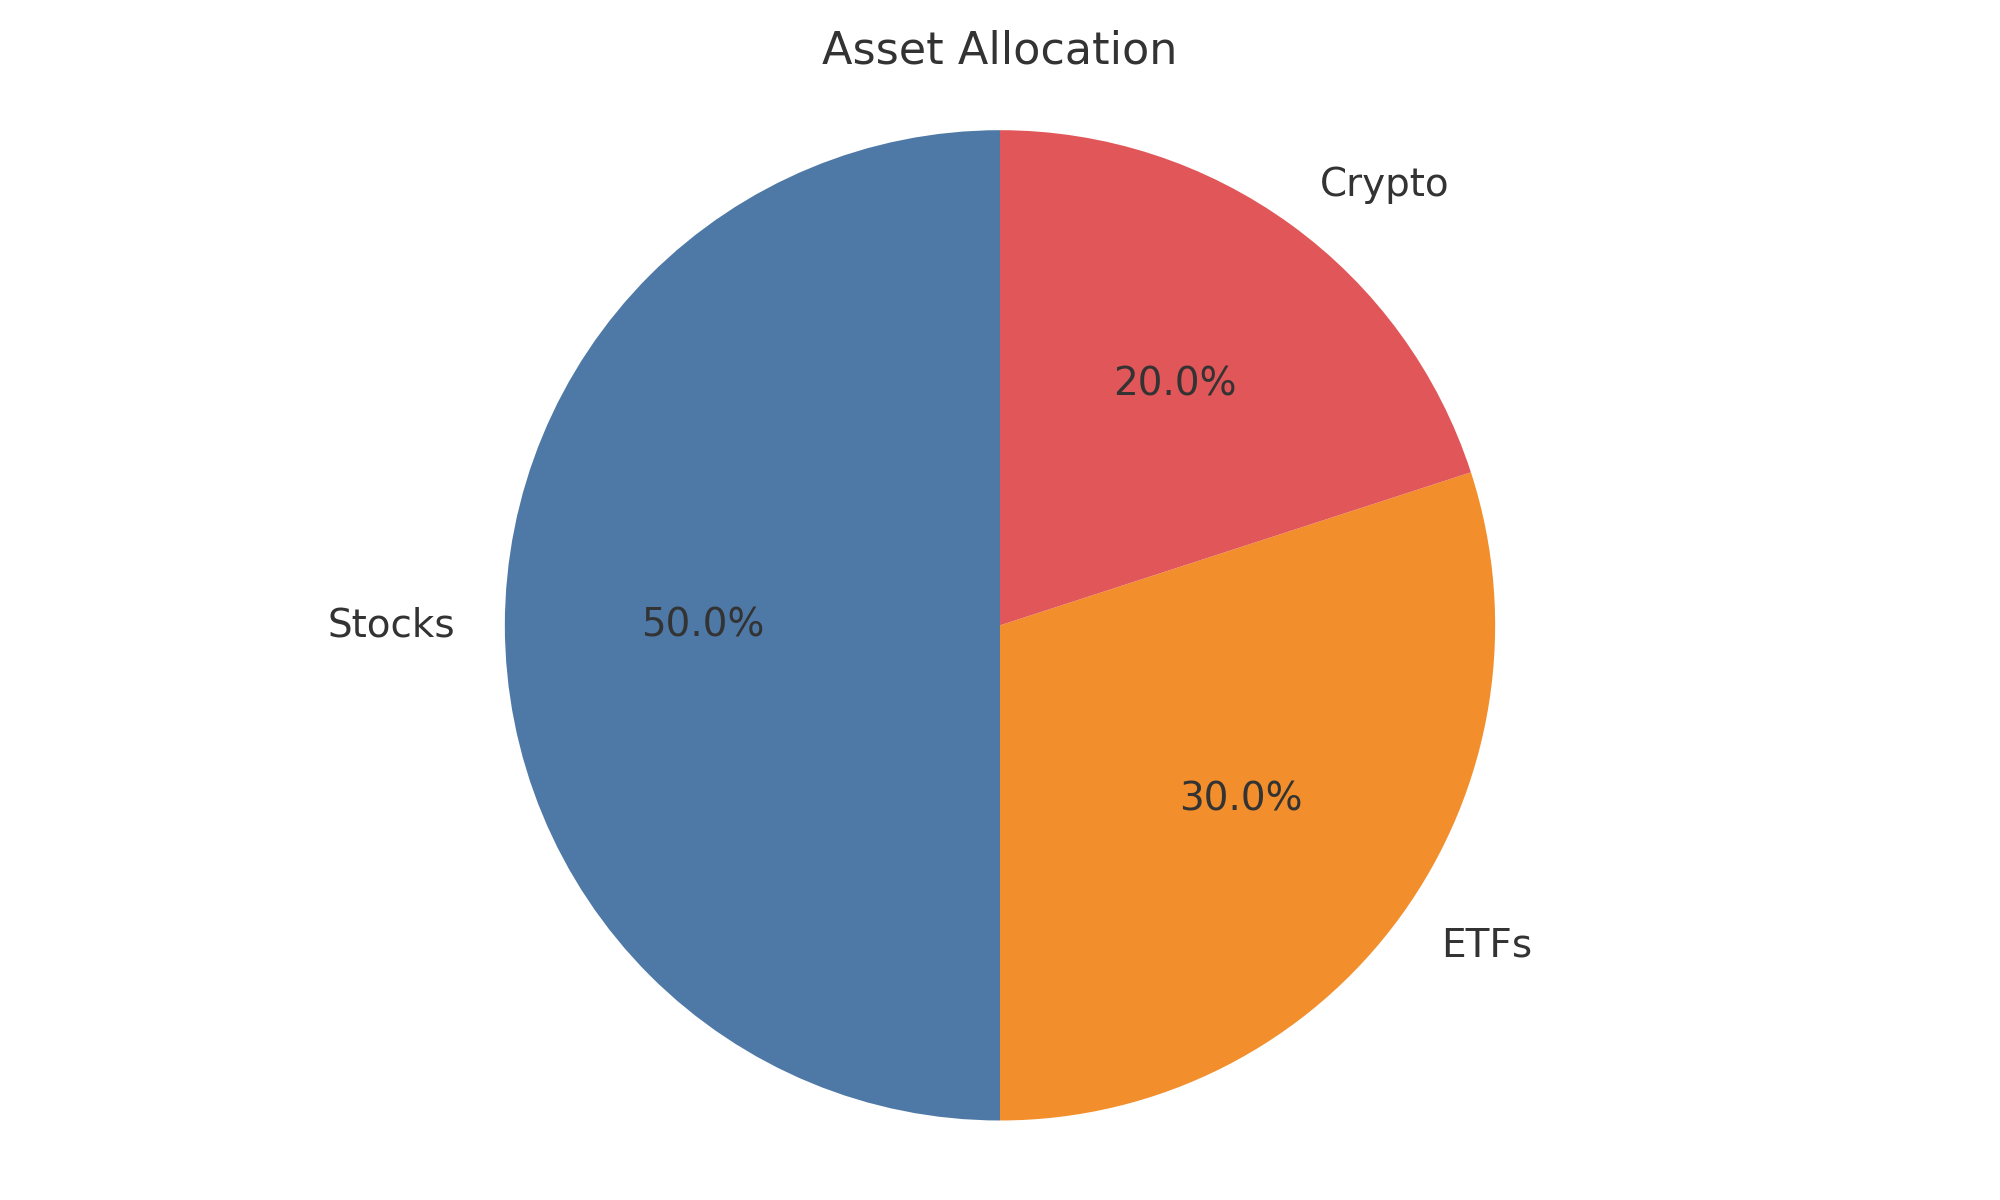 Asset Allocation
Crypto
20.0%
Stocks
50.0%
30.0%
ETFs